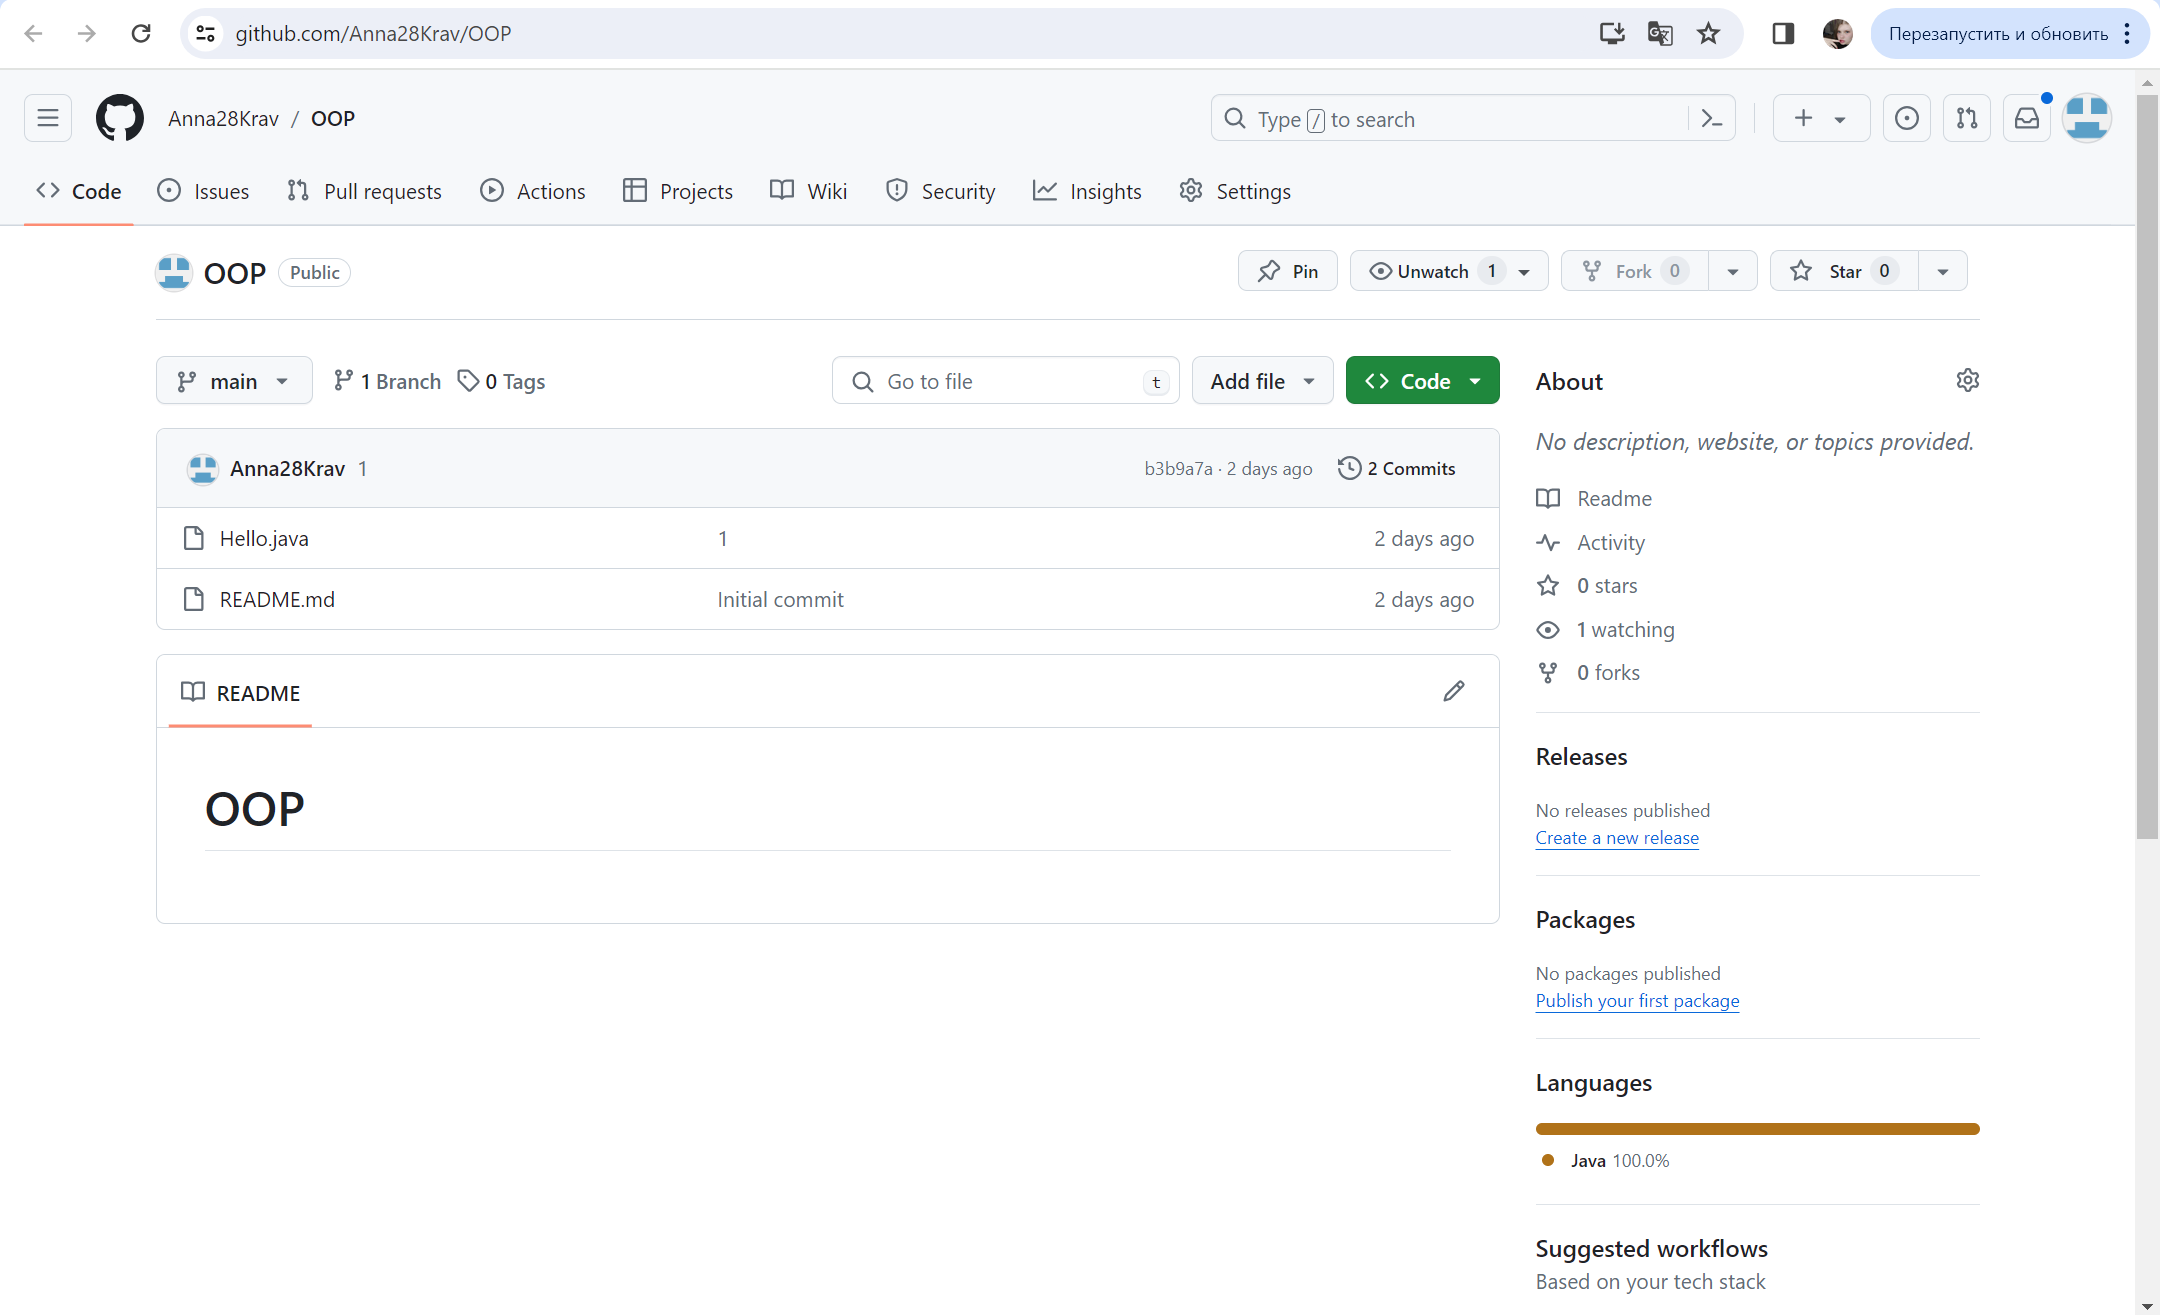 github.com/Anna28Krav/OOP
Перезапустить и обновить
Anna28Krav / OOP
Type / to search
Code Issues Pull requests Actions Projects Wiki Security Insights Settings
OOP Public
Pin Unwatch 1 Fork 0 Star 0
main 1 Branch 0 Tags
Go to file t Add file Code
Anna28Krav 1 b3b9a7a · 2 days ago 2 Commits
Hello.java 1 2 days ago
README.md Initial commit 2 days ago
README
OOP
About
No description, website, or topics provided.
Readme
Activity
0 stars
1 watching
0 forks
Releases
No releases published
Create a new release
Packages
No packages published
Publish your first package
Languages
Java 100.0%
Suggested workflows
Based on your tech stack